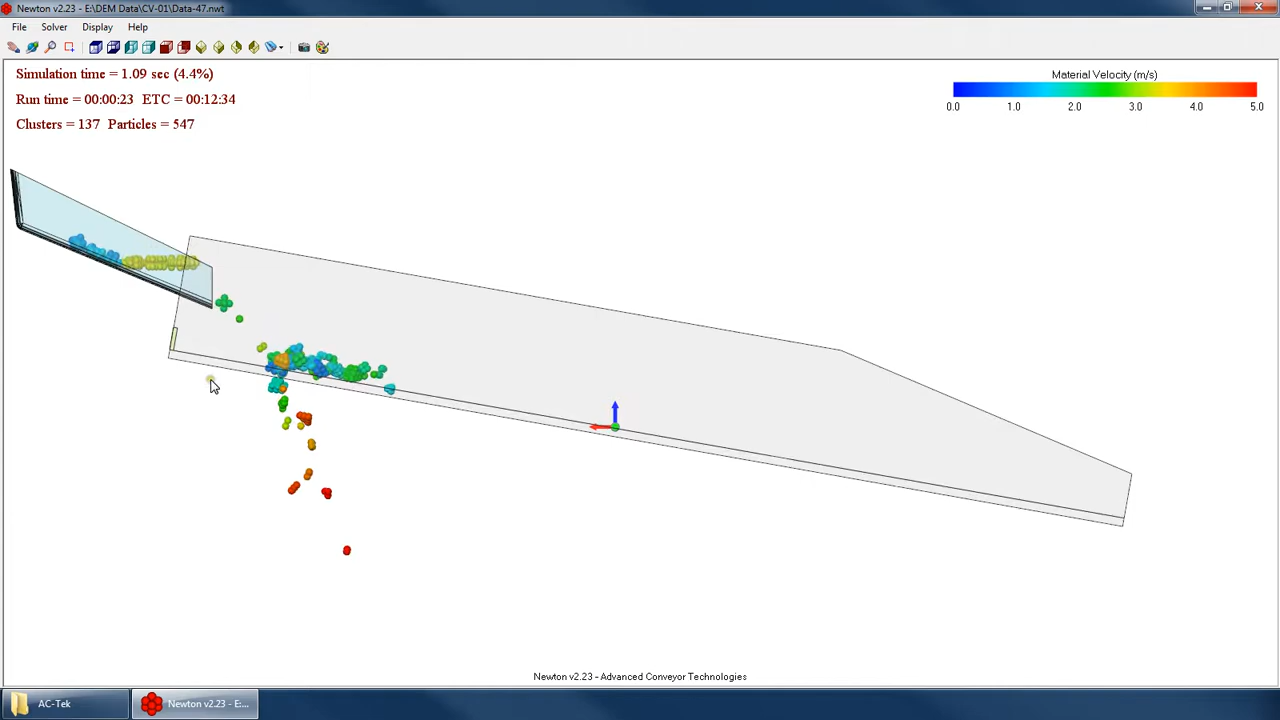 Newton v2.23 - E:\DEM Data\CV-01\Data-47.nwt
File Solver Display Help
Simulation time = 1.09 sec (4.4%)
Run time = 00:00:23 ETC = 00:12:34
Clusters = 137 Particles = 547
Material Velocity (m/s)
0.0 1.0 2.0 3.0 4.0 5.0
Newton v2.23 - Advanced Conveyor Technologies
AC-Tek
Newton v2.23 - E:...